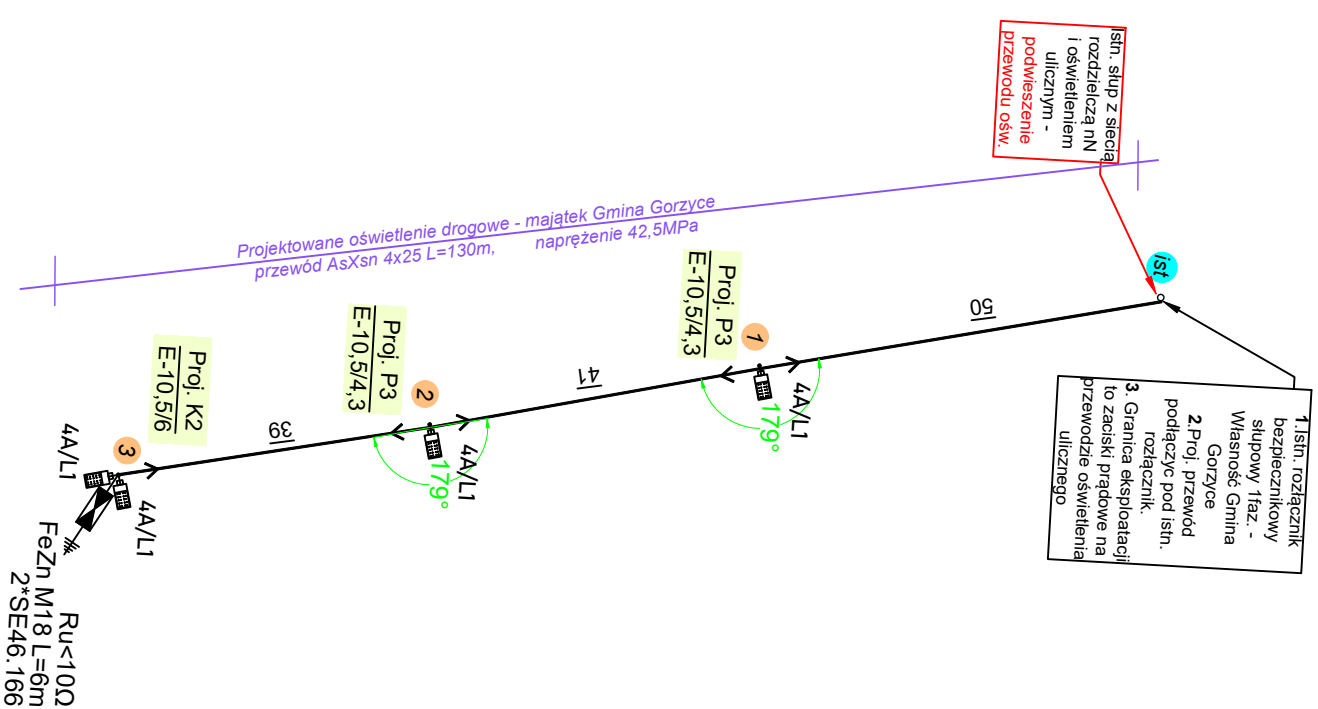 Istn. słup z siecią
rozdzielczą nN
i oświetleniem
ulicznym -
podwieszenie
przewodu ośw.
Projektowane oświetlenie drogowe - majątek Gmina Gorzyce
przewód AsXsn 4x25 L=130m, naprężenie 42,5MPa
ist
50
1.Istn. rozłącznik
bezpiecznikowy
słupowy 1faz. -
Własność Gmina
Gorzyce
2.Proj. przewód
podłączyc pod istn.
rozłącznik.
3. Granica eksploatacji
to zaciski prądowe na
przewodzie oświetlenia
ulicznego
Proj. P3
E-10,5/4,3
1
4A/L1
179°
41
Proj. P3
E-10,5/4,3
2
4A/L1
179°
39
Proj. K2
E-10,5/6
3
4A/L1
4A/L1
Ru<10Ω
FeZn M18 L=6m
2*SE46.166